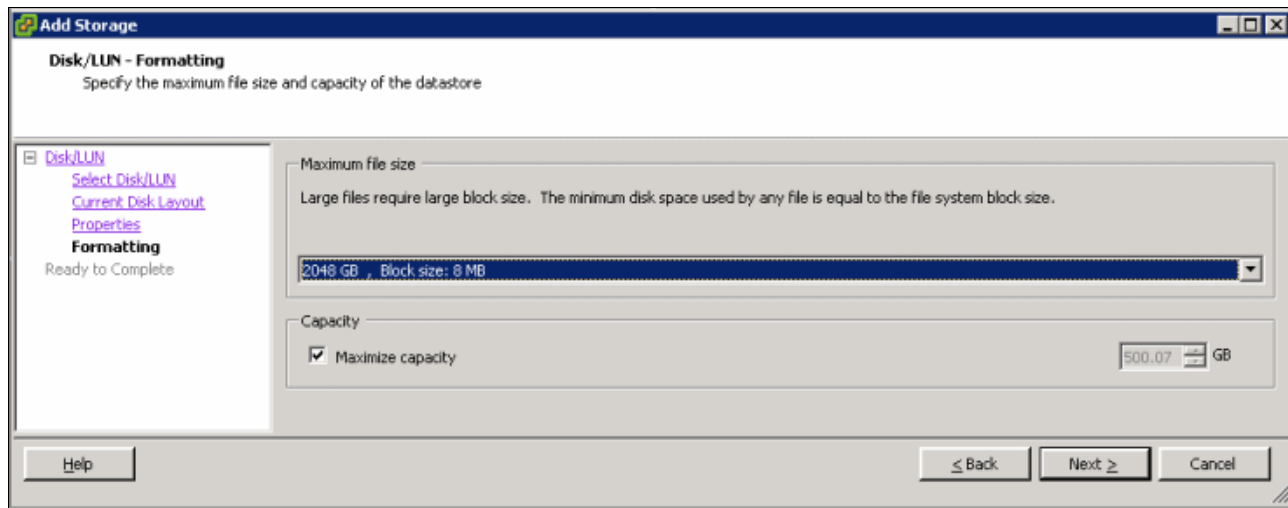 Add Storage
Disk/LUN - Formatting
Specify the maximum file size and capacity of the datastore
Disk/LUN
Select Disk/LUN
Current Disk Layout
Properties
Formatting
Ready to Complete
Maximum file size
Large files require large block size. The minimum disk space used by any file is equal to the file system block size.
2048 GB , Block size: 8 MB
Capacity
Maximize capacity
500.07 GB
Help
< Back
Next >
Cancel